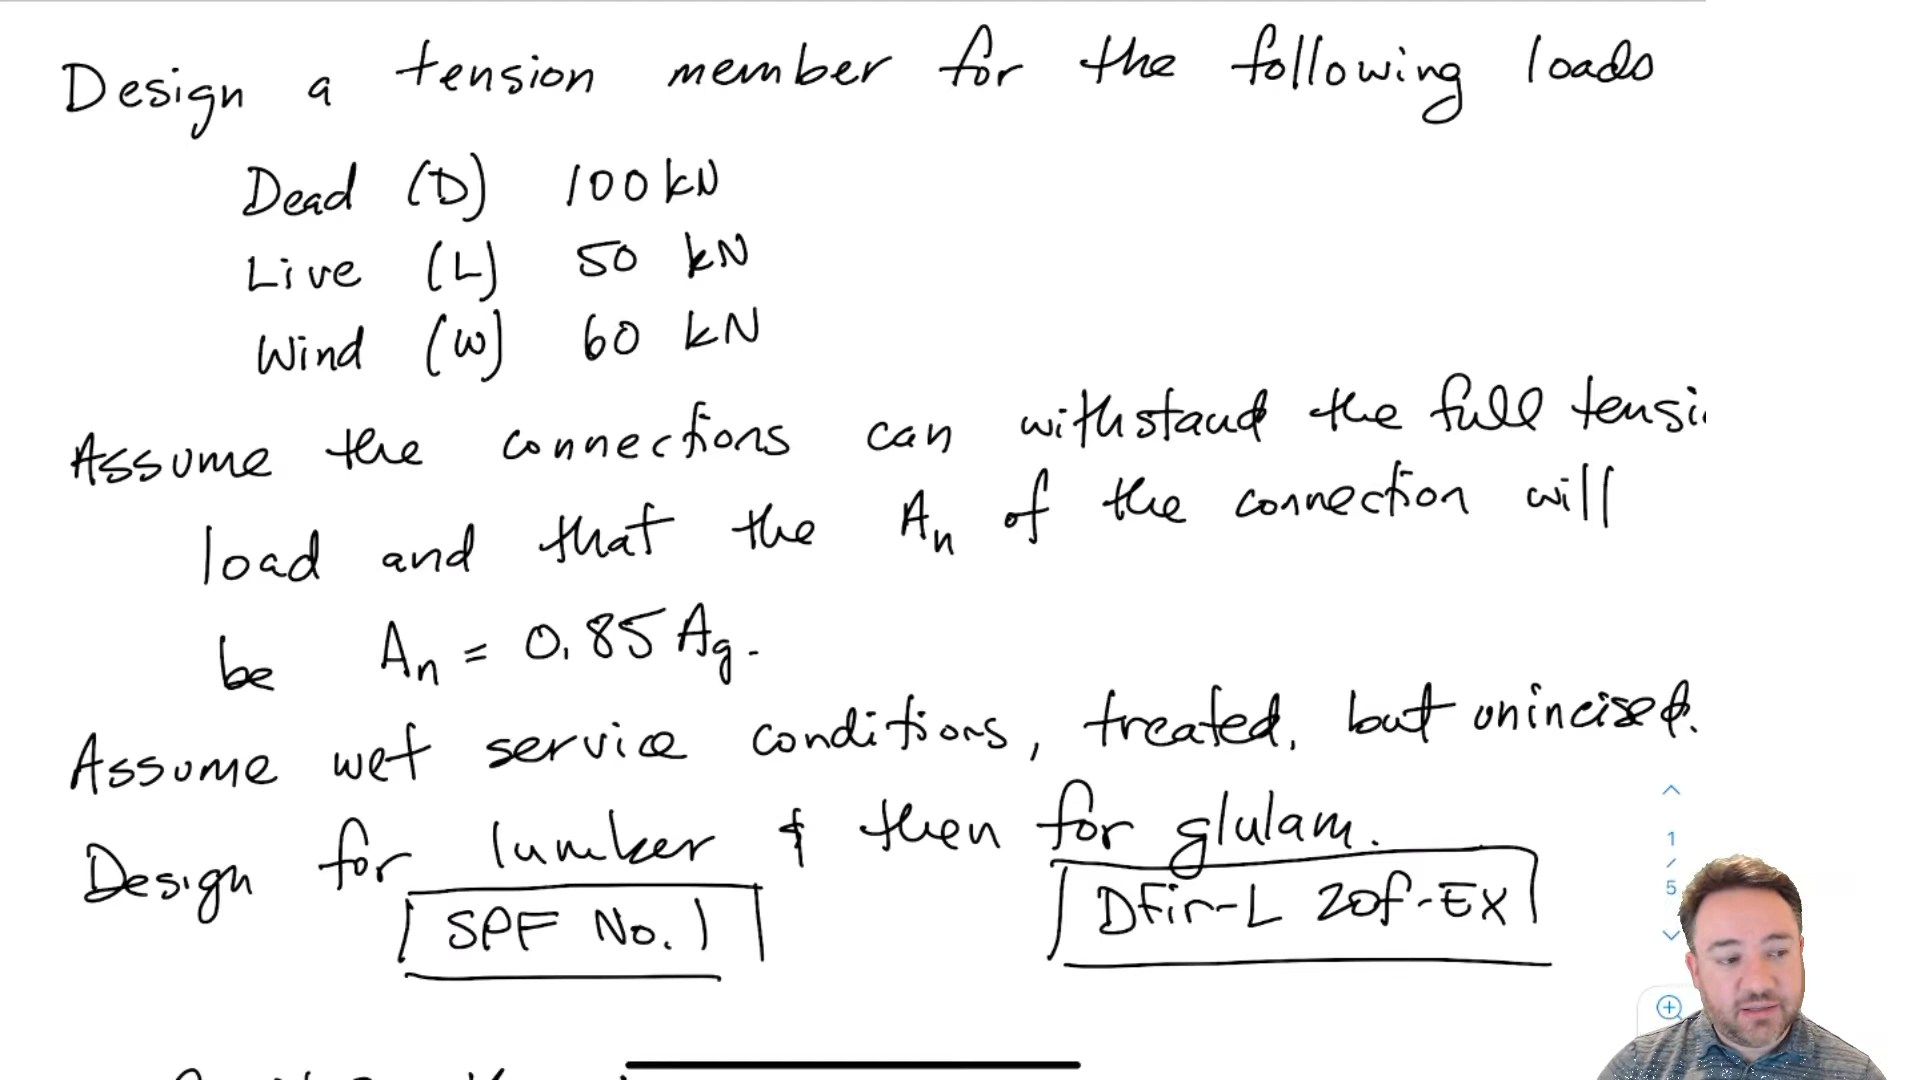 Design a tension member for the following loads
Dead (D) 100 kN
Live (L) 50 kN
Wind (W) 60 kN
Assume the connections can withstand the full tensi
load and that the An of the connection will
be An = 0.85 Ag.
Assume wet service conditions, treated, but unincised.
Design for lumber & then for glulam.
SPF No. 1
DFir-L 20f-EX
1
/
5